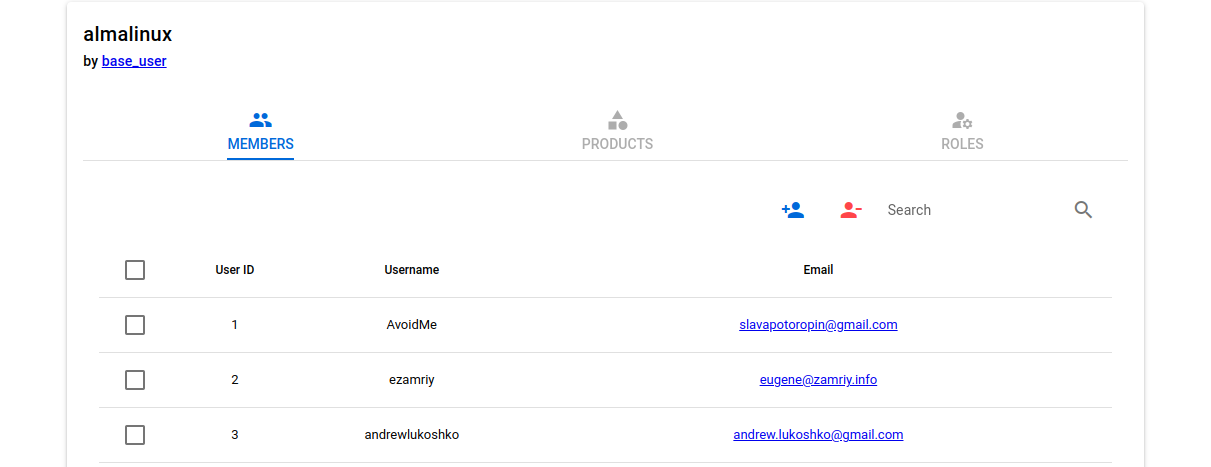 almalinux
by base_user
MEMBERS PRODUCTS ROLES
Search
User ID Username Email
1 AvoidMe slavapotoropin@gmail.com
2 ezamriy eugene@zamriy.info
3 andrewlukoshko andrew.lukoshko@gmail.com